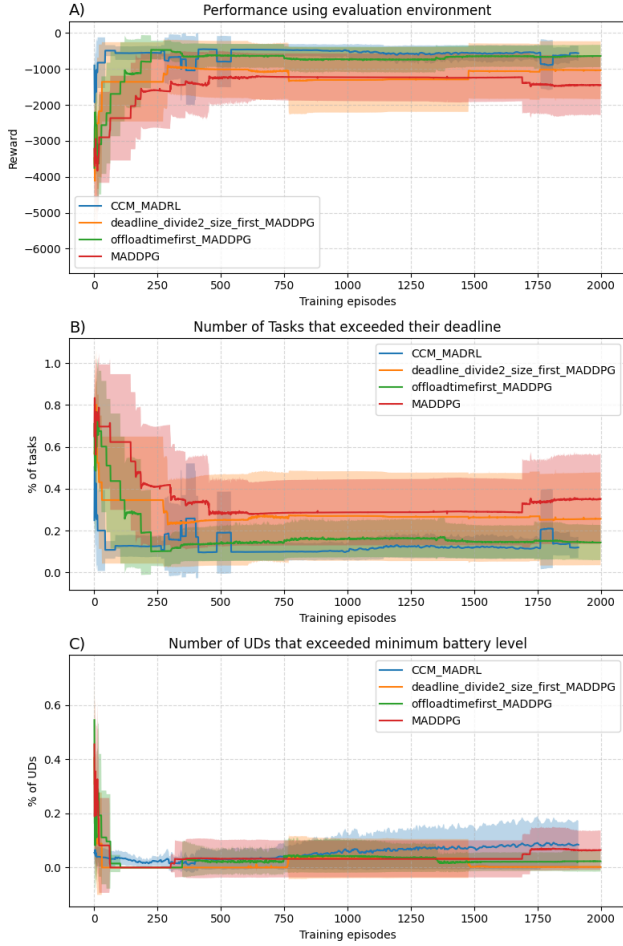 A)
Performance using evaluation environment
0
−1000
−2000
−3000
−4000
−5000
−6000
Reward
CCM_MADRL
deadline_divide2_size_first_MADDPG
offloadtimefirst_MADDPG
MADDPG
0 250 500 750 1000 1250 1500 1750 2000
Training episodes
B)
Number of Tasks that exceeded their deadline
1.0
0.8
0.6
0.4
0.2
0.0
% of tasks
CCM_MADRL
deadline_divide2_size_first_MADDPG
offloadtimefirst_MADDPG
MADDPG
0 250 500 750 1000 1250 1500 1750 2000
Training episodes
C)
Number of UDs that exceeded minimum battery level
0.6
0.4
0.2
0.0
% of UDs
CCM_MADRL
deadline_divide2_size_first_MADDPG
offloadtimefirst_MADDPG
MADDPG
0 250 500 750 1000 1250 1500 1750 2000
Training episodes